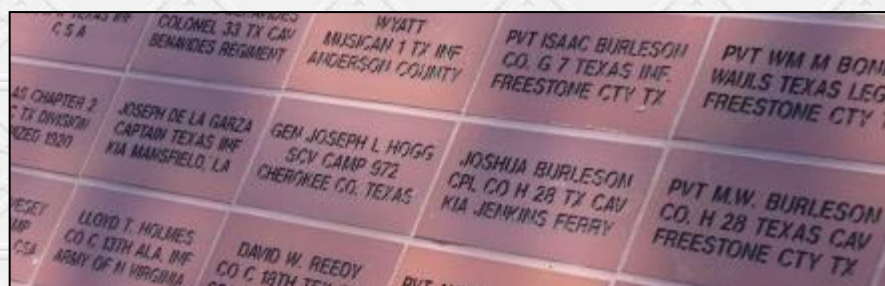 TEXAS INF
C S A
COLONEL 33 TX CAV
BENAVIDES REGIMENT
WYATT
MUSICAN 1 TX INF
ANDERSON COUNTY
PVT ISAAC BURLESON
CO. G 7 TEXAS INF.
FREESTONE CTY TX
PVT WM M
WAULS TEXAS
FREESTONE CTY
AS CHAPTER 2
TX DIVISION
1920
JOSEPH DE LA GARZA
CAPTAIN TEXAS INF
KIA MANSFIELD, LA
GEN JOSEPH L HOGG
SCV CAMP 972
CHEROKEE CO. TEXAS
JOSHUA BURLESON
CPL CO H 28 TX CAV
KIA JENKINS FERRY
PVT M.W. BURLESON
CO. H 28 TEXAS CAV
FREESTONE CTY TX
CSA
LLOYD T. HOLMES
CO C 13TH ALA. INF
ARMY OF N VIRGINIA
DAVID W. REEDY
CO C 18TH
PVT